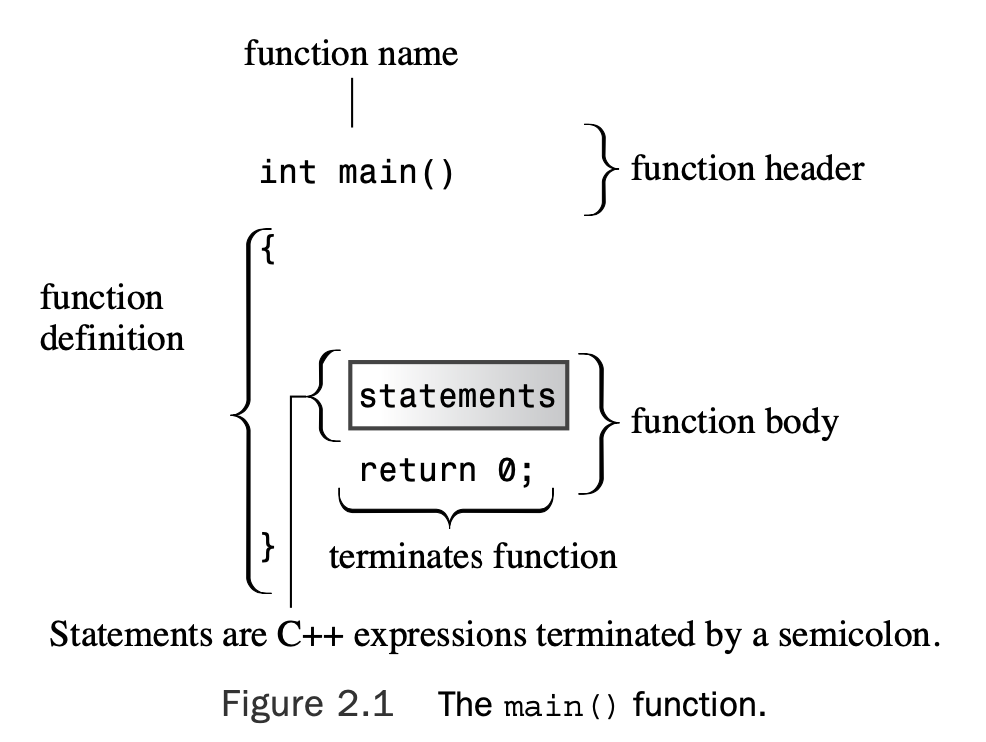 function name
int main()
function header
{
function
definition
statements
function body
return 0;
}
terminates function
Statements are C++ expressions terminated by a semicolon.
Figure 2.1 The main() function.